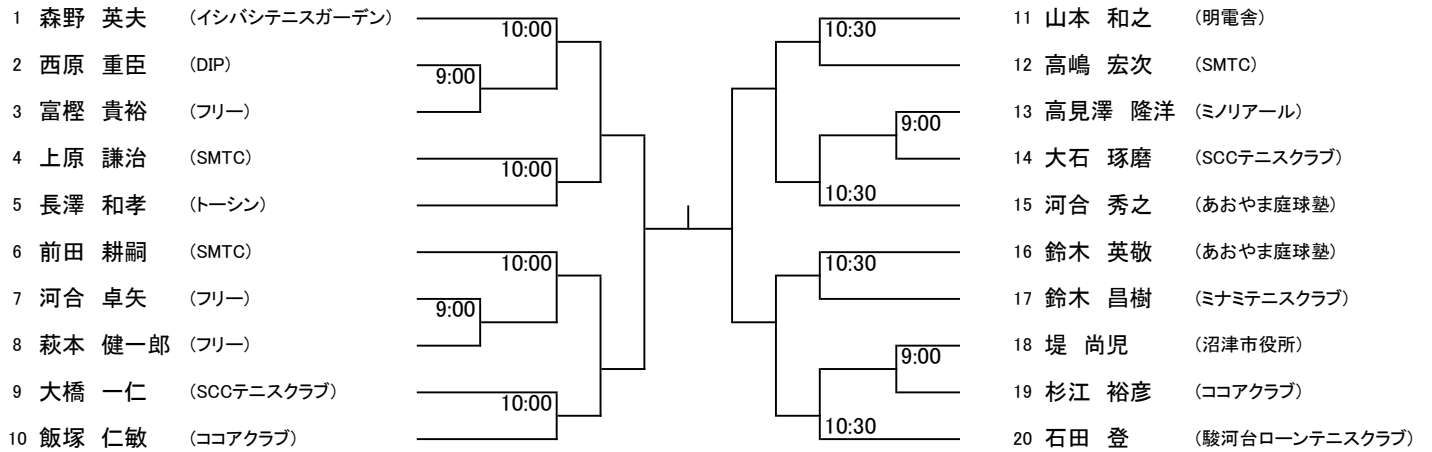 1 森野 英夫 (イシバシテニスガーデン)
10:00
2 西原 重臣 (DIP)
9:00
3 富樫 貴裕 (フリー)
4 上原 謙治 (SMTC)
10:00
5 長澤 和孝 (トーシン)
6 前田 耕嗣 (SMTC)
10:00
7 河合 卓矢 (フリー)
9:00
8 萩本 健一郎 (フリー)
9 大橋 一仁 (SCCテニスクラブ)
10:00
10 飯塚 仁敏 (ココアクラブ)
11 山本 和之 (明電舎)
10:30
12 高嶋 宏次 (SMTC)
13 高見澤 隆洋 (ミノリアール)
9:00
14 大石 琢磨 (SCCテニスクラブ)
10:30
15 河合 秀之 (あおやま庭球塾)
16 鈴木 英敬 (あおやま庭球塾)
10:30
17 鈴木 昌樹 (ミナミテニスクラブ)
18 堤 尚児 (沼津市役所)
9:00
19 杉江 裕彦 (ココアクラブ)
10:30
20 石田 登 (駿河台ローンテニスクラブ)